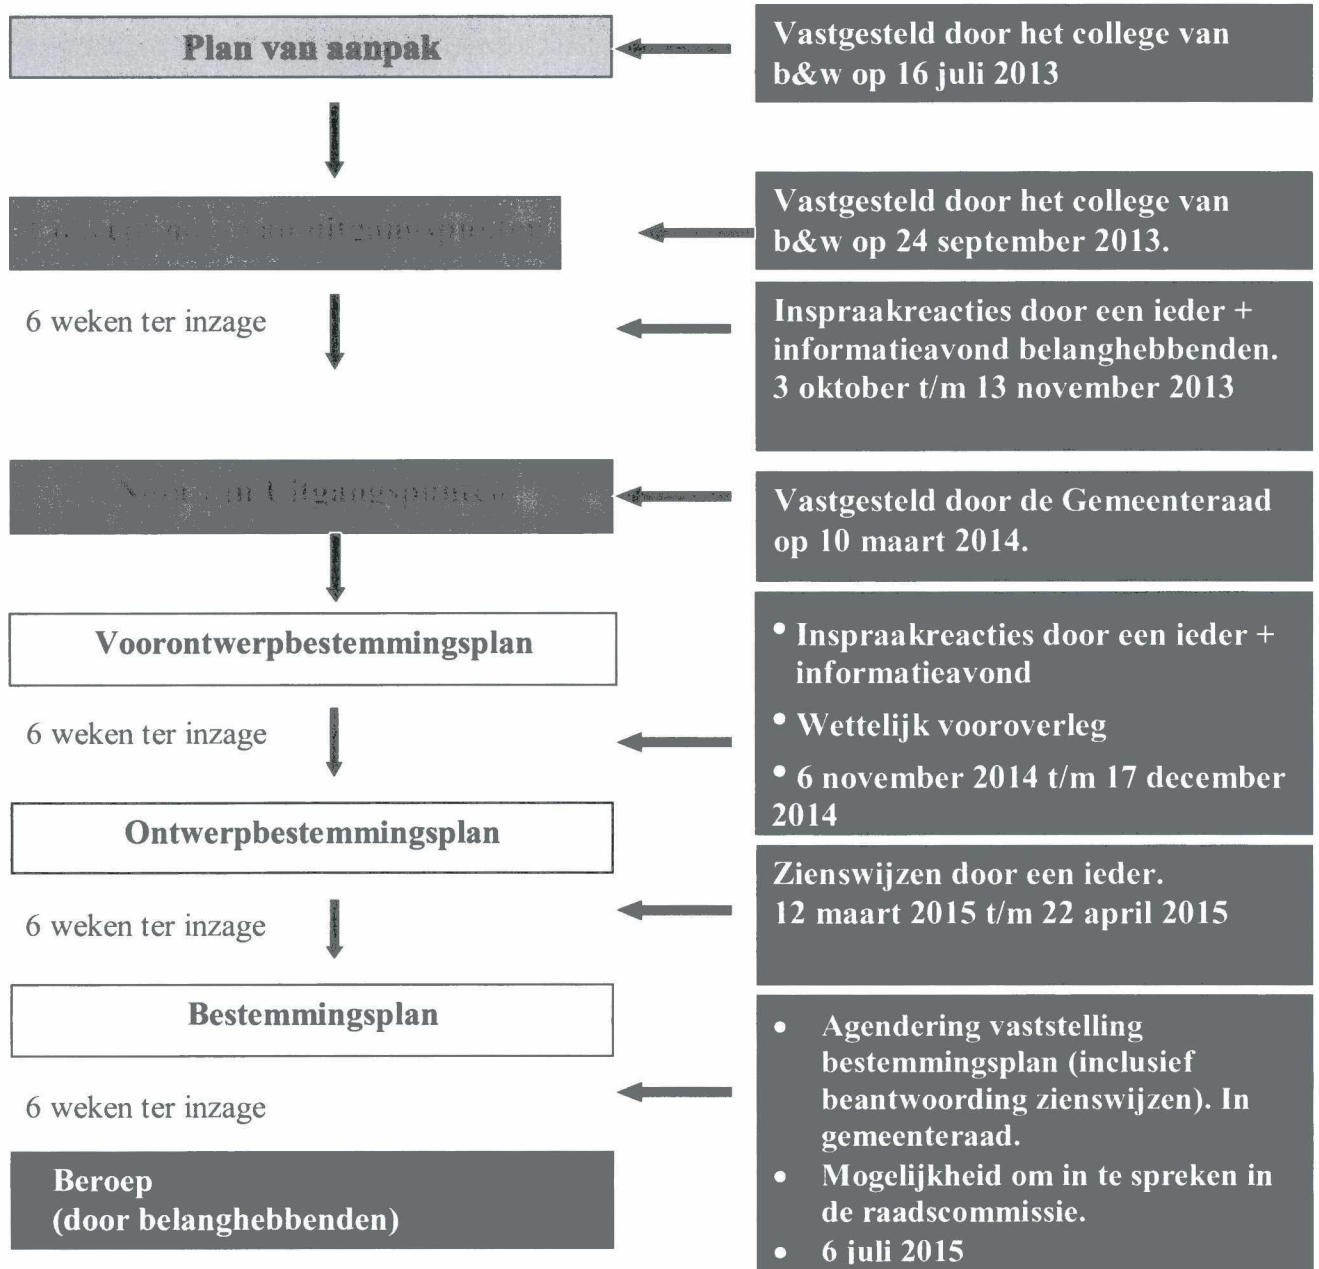 Plan van aanpak
Vastgesteld door het college van
b&w op 16 juli 2013
Vastgesteld door het college van
b&w op 24 september 2013.
6 weken ter inzage
Inspraakreacties door een ieder +
informatieavond belanghebbenden.
3 oktober t/m 13 november 2013
Uitgangspunten
Vastgesteld door de Gemeenteraad
op 10 maart 2014.
Voorontwerpbestemmingsplan
6 weken ter inzage
• Inspraakreacties door een ieder +
informatieavond
• Wettelijk vooroverleg
• 6 november 2014 t/m 17 december
2014
Ontwerpbestemmingsplan
6 weken ter inzage
Zienswijzen door een ieder.
12 maart 2015 t/m 22 april 2015
Bestemmingsplan
6 weken ter inzage
• Agendering vaststelling
bestemmingsplan (inclusief
beantwoording zienswijzen). In
gemeenteraad.
• Mogelijkheid om in te spreken in
de raadscommissie.
• 6 juli 2015
Beroep
(door belanghebbenden)